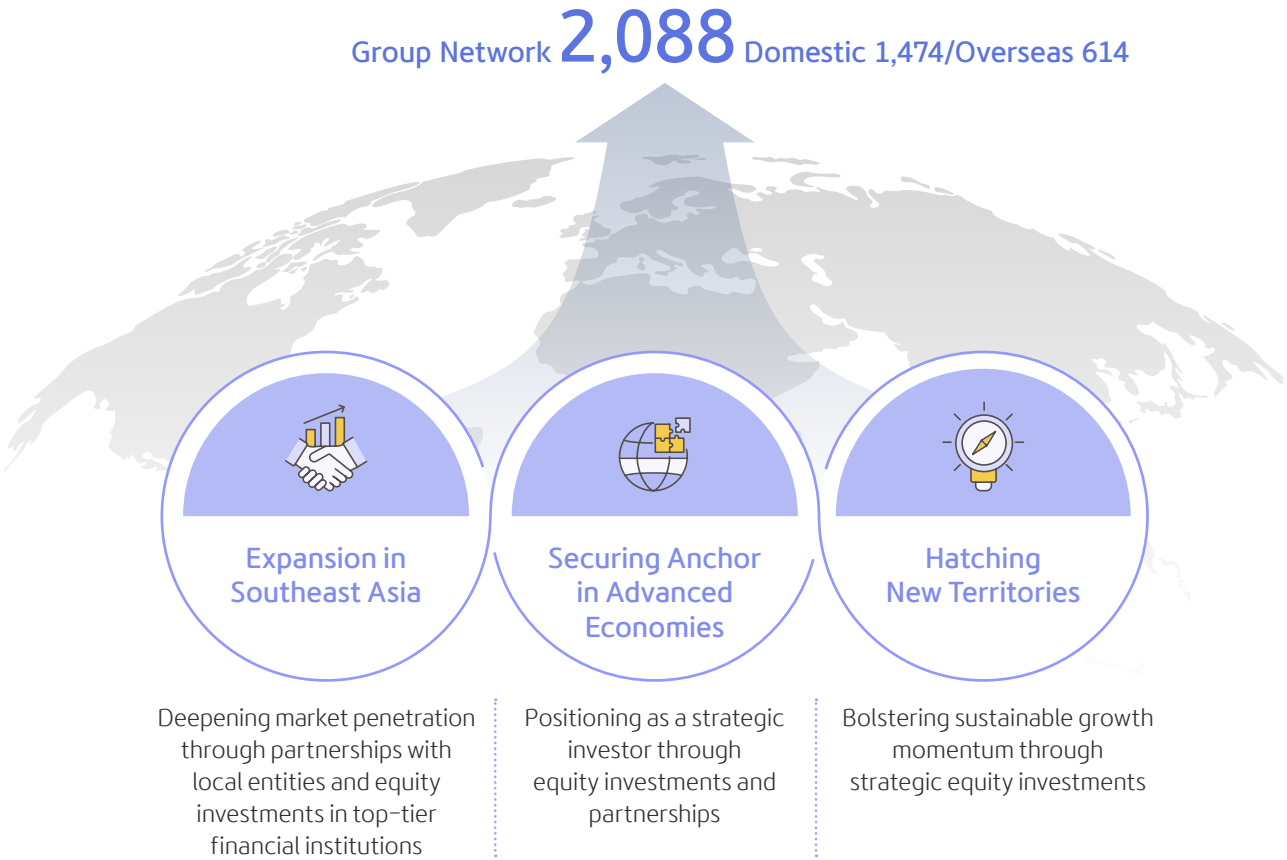 Group Network 2,088 Domestic 1,474/Overseas 614
Expansion in
Southeast Asia
Securing Anchor
in Advanced
Economies
Hatching
New Territories
Deepening market penetration
through partnerships with
local entities and equity
investments in top-tier
financial institutions
Positioning as a strategic
investor through
equity investments and
partnerships
Bolstering sustainable growth
momentum through
strategic equity investments